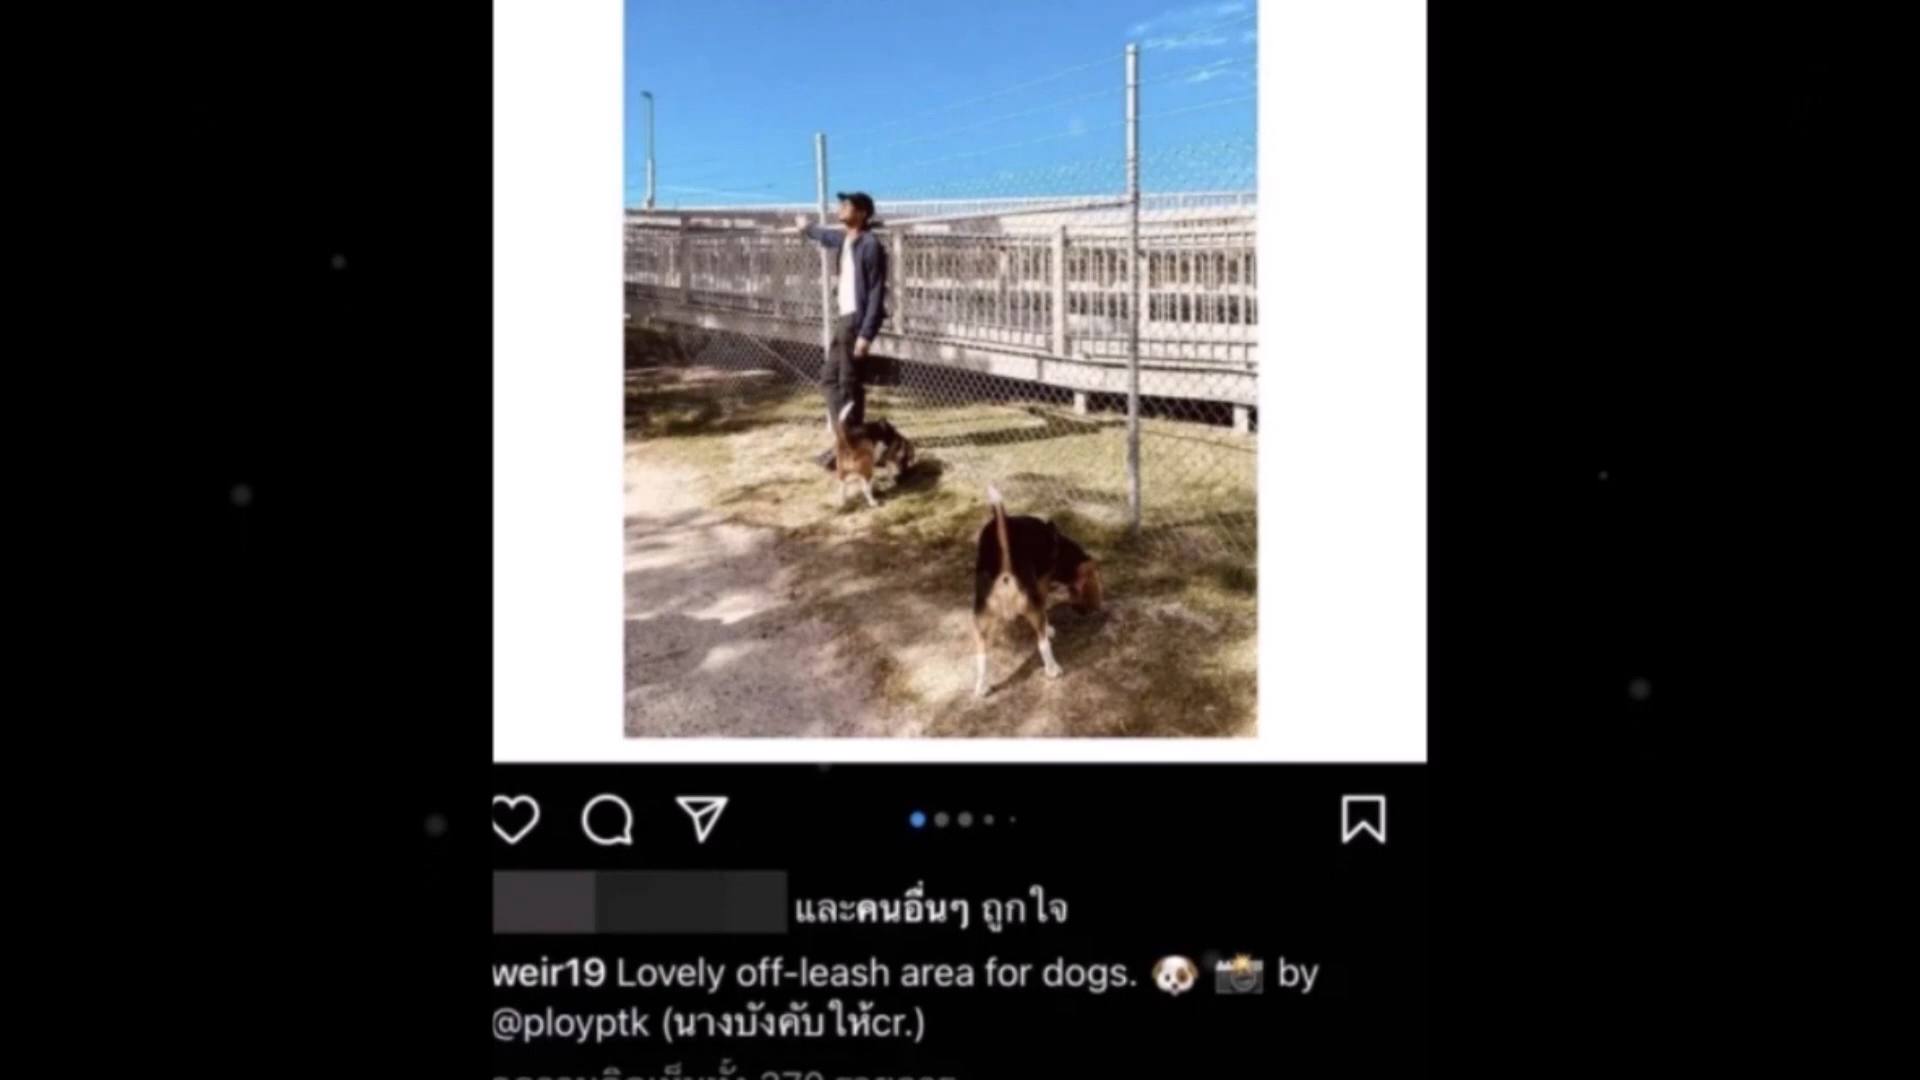 และคนอื่นๆ ถูกใจ
weir19 Lovely off-leash area for dogs. 🐶 📸 by
@ployptk (นางบังคับให้cr.)